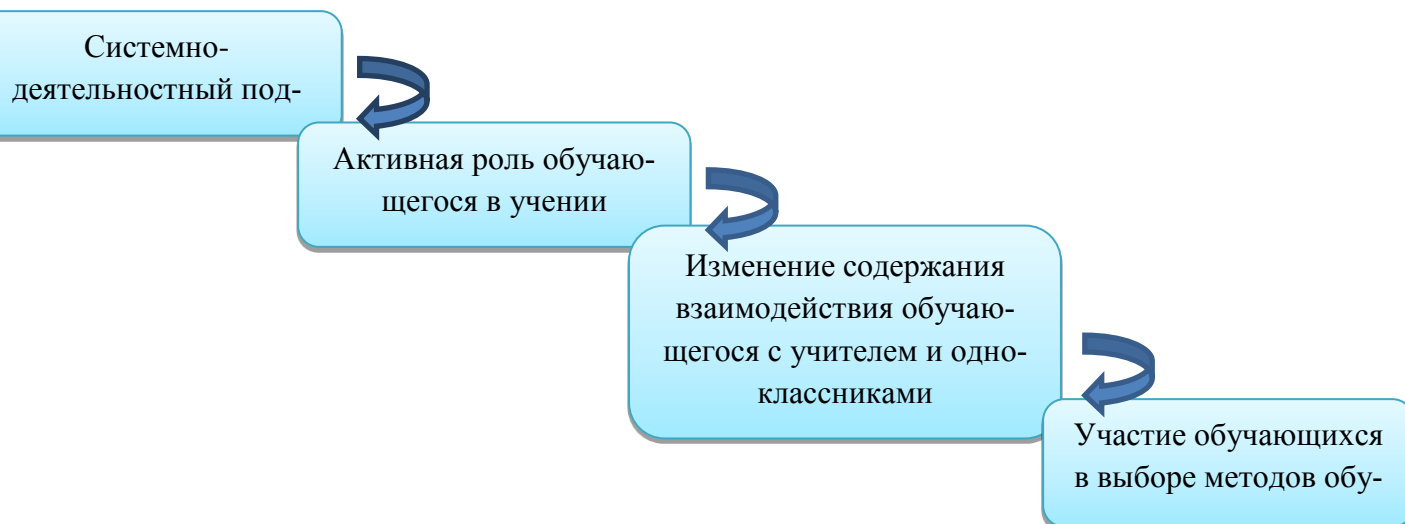 Системно-
деятельностный под-
Активная роль обучаю-
щегося в учении
Изменение содержания
взаимодействия обучаю-
щегося с учителем и одно-
классниками
Участие обучающихся
в выборе методов обу-